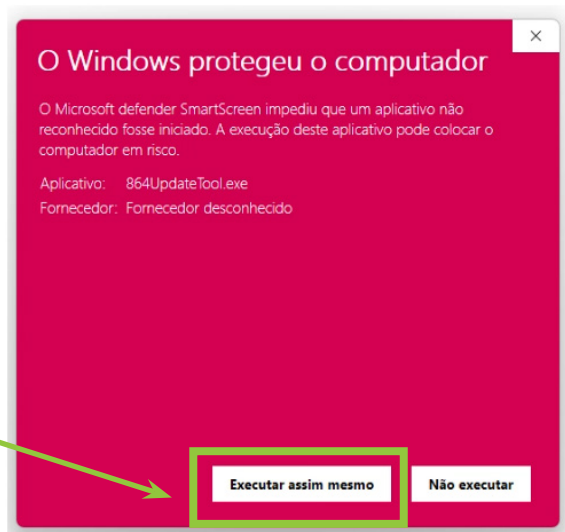 O Windows protegeu o computador
O Microsoft defender SmartScreen impediu que um aplicativo não
reconhecido fosse iniciado. A execução deste aplicativo pode colocar o
computador em risco.
Aplicativo: 864UpdateTool.exe
Fornecedor: Fornecedor desconhecido
Executar assim mesmo Não executar